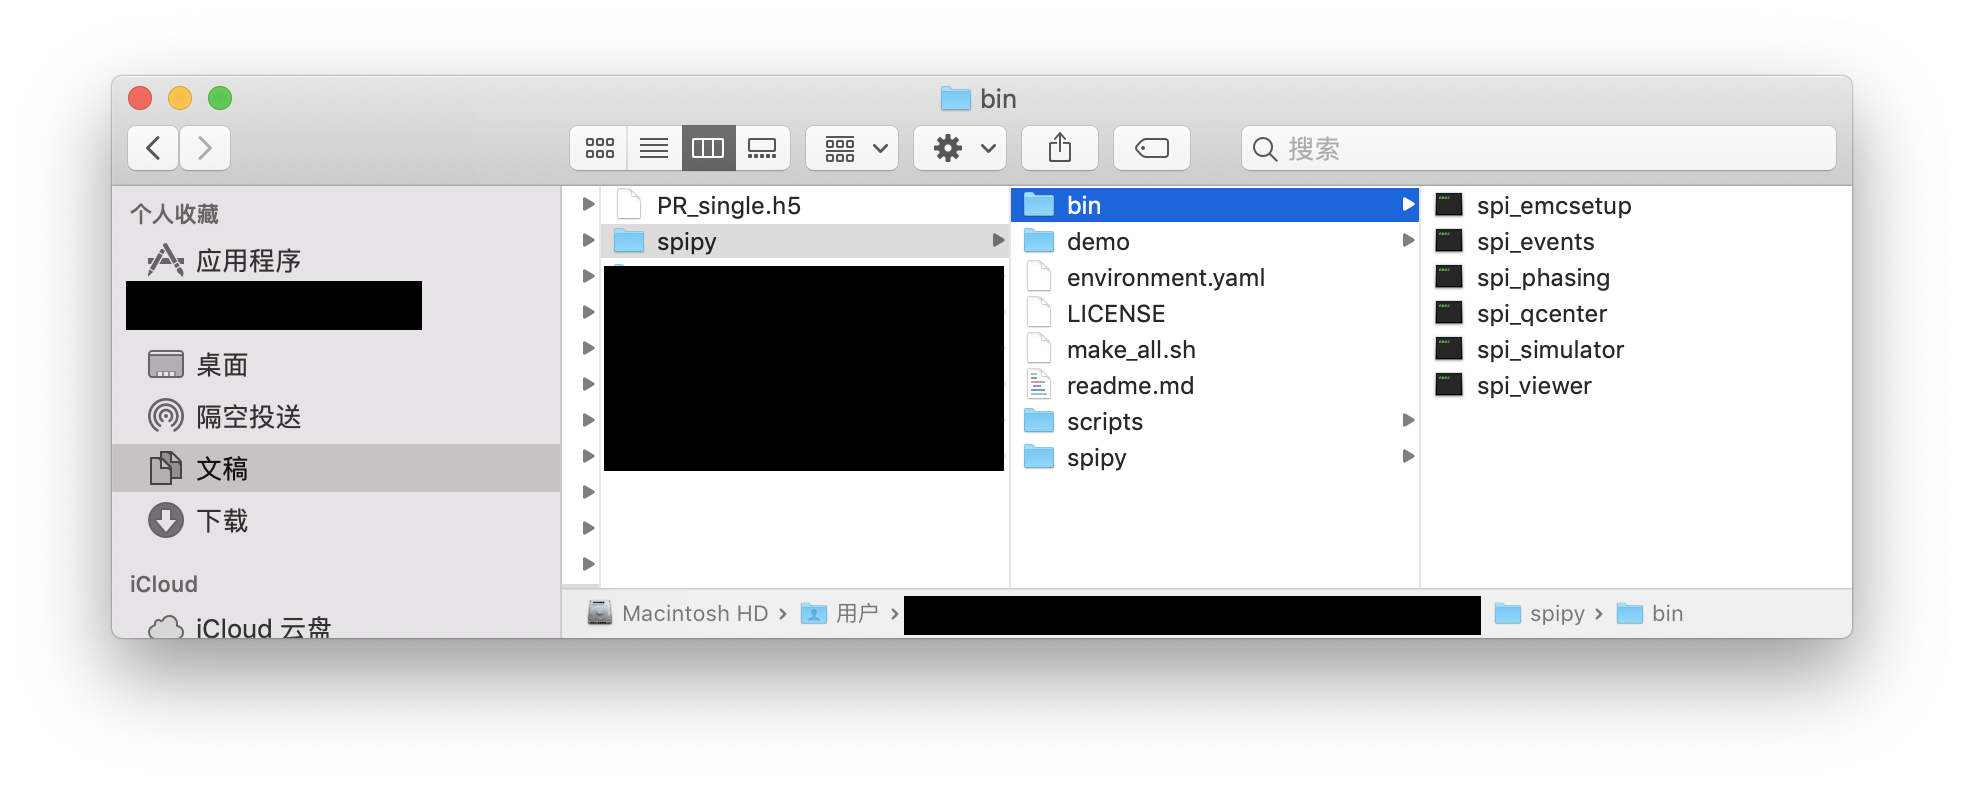 bin
搜索
个人收藏
应用程序
桌面
隔空投送
文稿
下载
iCloud
iCloud 云盘
PR_single.h5
spipy
bin
demo
environment.yaml
LICENSE
make_all.sh
readme.md
scripts
spipy
spi_emcsetup
spi_events
spi_phasing
spi_qcenter
spi_simulator
spi_viewer
Macintosh HD › 用户 › spipy › bin